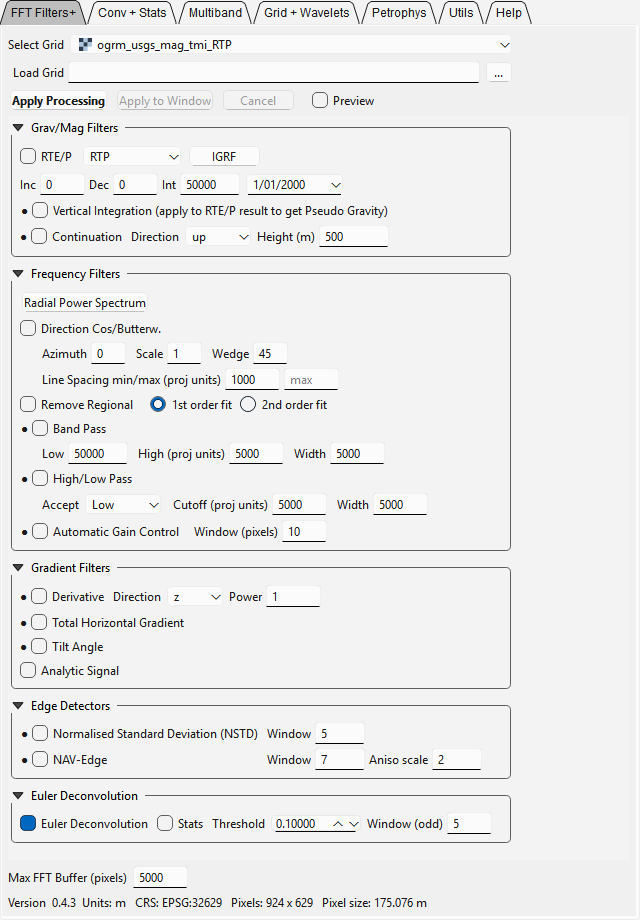 FFT Filters+ Conv + Stats Multiband Grid + Wavelets Petrophys Utils Help
Select Grid ogrm_usgs_mag_tmi_RTP
Load Grid ...
Apply Processing Apply to Window Cancel Preview
Grav/Mag Filters
RTE/P RTP IGRF
Inc 0 Dec 0 Int 50000 1/01/2000
Vertical Integration (apply to RTE/P result to get Pseudo Gravity)
Continuation Direction up Height (m) 500
Frequency Filters
Radial Power Spectrum
Direction Cos/Butterw.
Azimuth 0 Scale 1 Wedge 45
Line Spacing min/max (proj units) 1000 max
Remove Regional 1st order fit 2nd order fit
Band Pass
Low 50000 High (proj units) 5000 Width 5000
High/Low Pass
Accept Low Cutoff (proj units) 5000 Width 5000
Automatic Gain Control Window (pixels) 10
Gradient Filters
Derivative Direction z Power 1
Total Horizontal Gradient
Tilt Angle
Analytic Signal
Edge Detectors
Normalised Standard Deviation (NSTD) Window 5
NAV-Edge Window 7 Aniso scale 2
Euler Deconvolution
Euler Deconvolution Stats Threshold 0.10000 Window (odd) 5
Max FFT Buffer (pixels) 5000
Version 0.4.3 Units: m CRS: EPSG:32629 Pixels: 924 x 629 Pixel size: 175.076 m